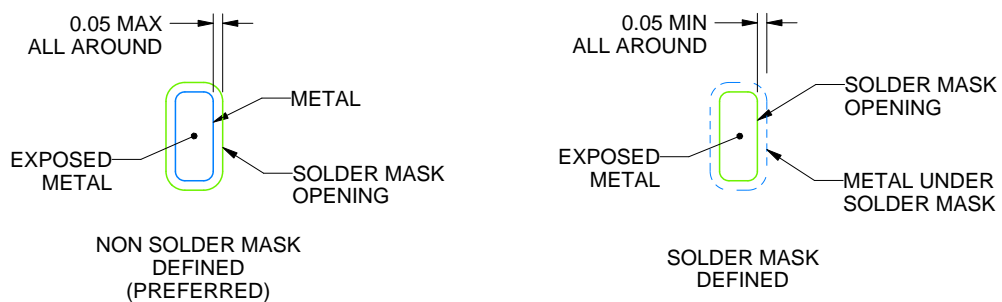 0.05 MAX
ALL AROUND
METAL
EXPOSED
METAL
SOLDER MASK
OPENING
NON SOLDER MASK
DEFINED
(PREFERRED)
0.05 MIN
ALL AROUND
SOLDER MASK
OPENING
EXPOSED
METAL
METAL UNDER
SOLDER MASK
SOLDER MASK
DEFINED